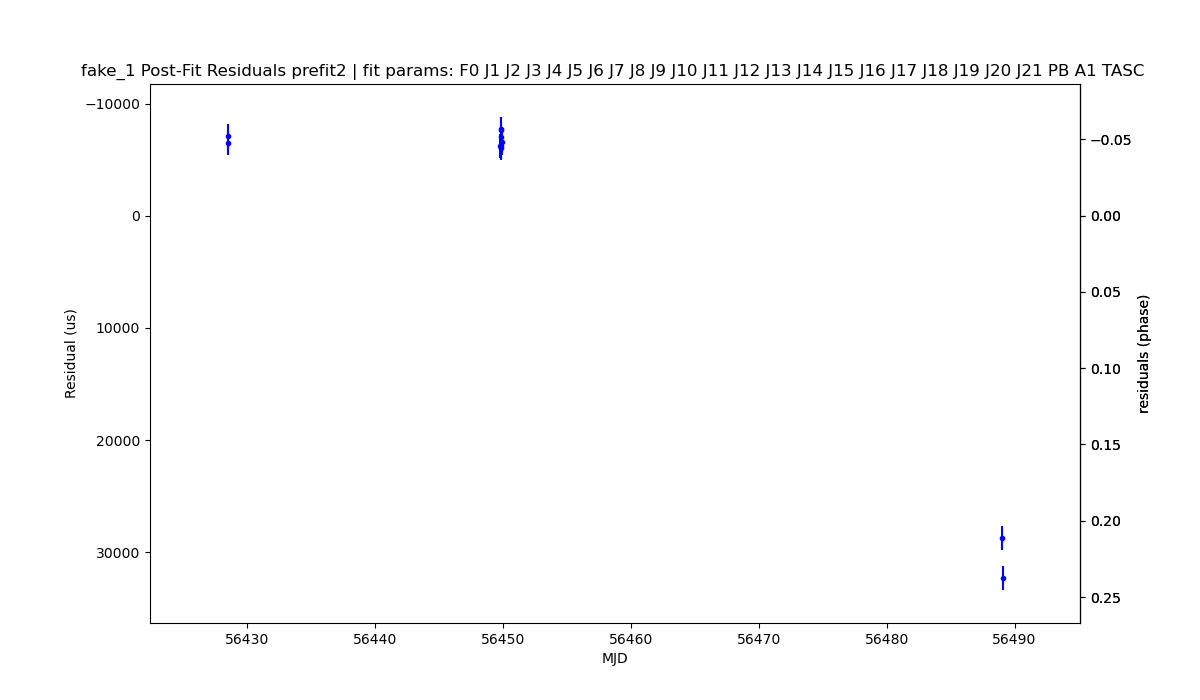 fake_1 Post-Fit Residuals prefit2 | fit params: F0 J1 J2 J3 J4 J5 J6 J7 J8 J9 J10 J11 J12 J13 J14 J15 J16 J17 J18 J19 J20 J21 PB A1 TASC
−10000
0
10000
20000
30000
Residual (us)
−0.05
0.00
0.05
0.10
0.15
0.20
0.25
residuals (phase)
56430 56440 56450 56460 56470 56480 56490
MJD